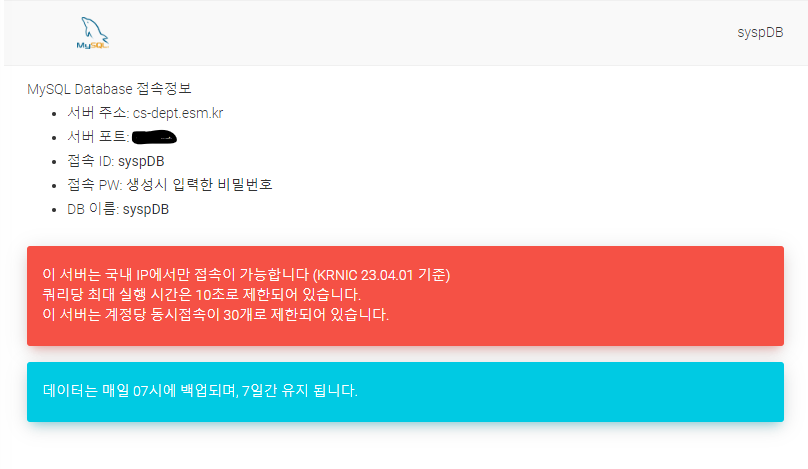 MySQL
syspDB
MySQL Database 접속정보
서버 주소: cs-dept.esm.kr
서버 포트:
접속 ID: syspDB
접속 PW: 생성시 입력한 비밀번호
DB 이름: syspDB
이 서버는 국내 IP에서만 접속이 가능합니다 (KRNIC 23.04.01 기준)
쿼리당 최대 실행 시간은 10초로 제한되어 있습니다.
이 서버는 계정당 동시접속이 30개로 제한되어 있습니다.
데이터는 매일 07시에 백업되며, 7일간 유지 됩니다.